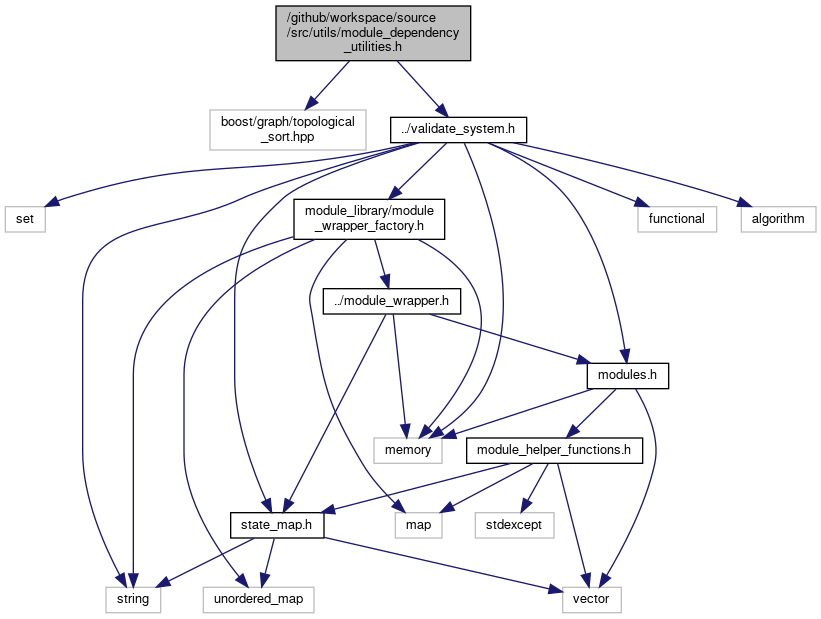 /github/workspace/source
/src/utils/module_dependency
_utilities.h
boost/graph/topological
_sort.hpp
../validate_system.h
set
module_library/module
_wrapper_factory.h
functional
algorithm
../module_wrapper.h
modules.h
memory
module_helper_functions.h
state_map.h
map
stdexcept
string
unordered_map
vector